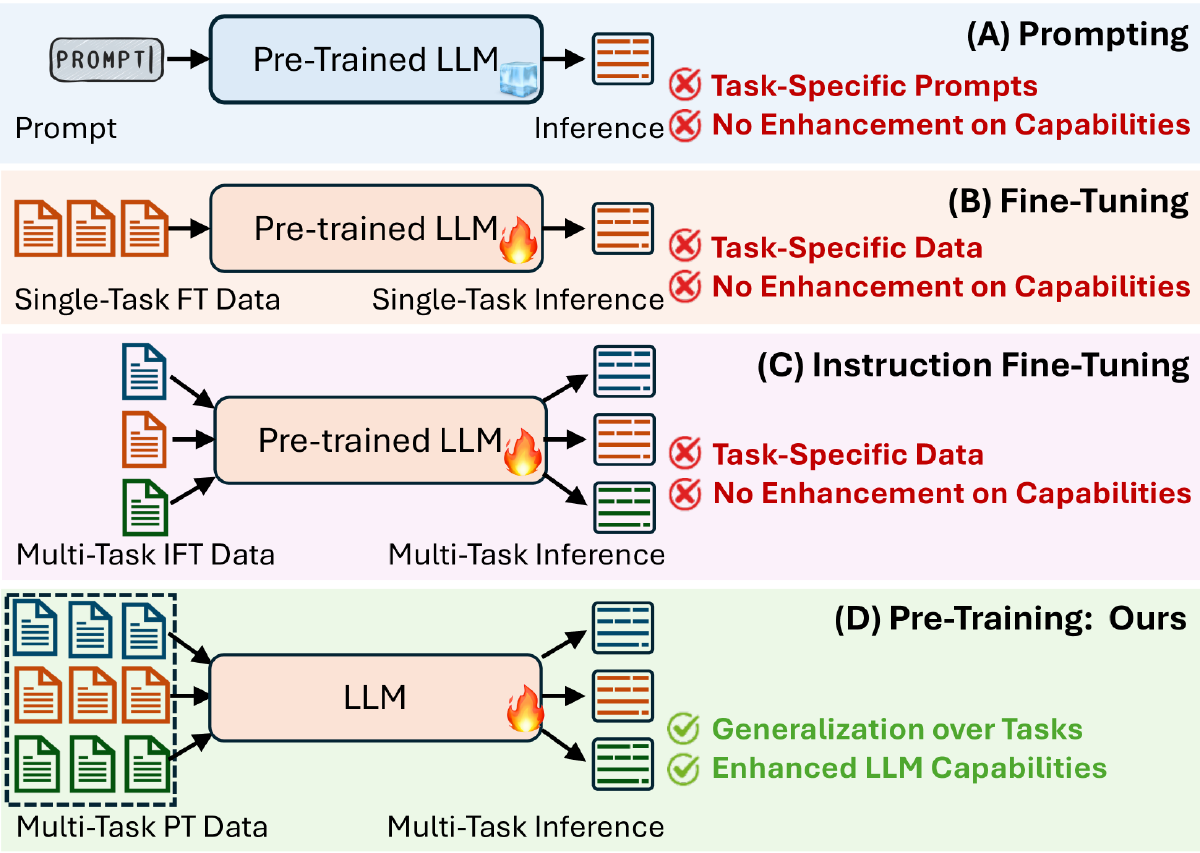 (A) Prompting
PROMPT|
Pre-Trained LLM
Task-Specific Prompts
Prompt
Inference
No Enhancement on Capabilities
(B) Fine-Tuning
Pre-trained LLM
Task-Specific Data
No Enhancement on Capabilities
Single-Task FT Data
Single-Task Inference
(C) Instruction Fine-Tuning
Pre-trained LLM
Task-Specific Data
No Enhancement on Capabilities
Multi-Task IFT Data
Multi-Task Inference
(D) Pre-Training: Ours
LLM
Generalization over Tasks
Enhanced LLM Capabilities
Multi-Task PT Data
Multi-Task Inference